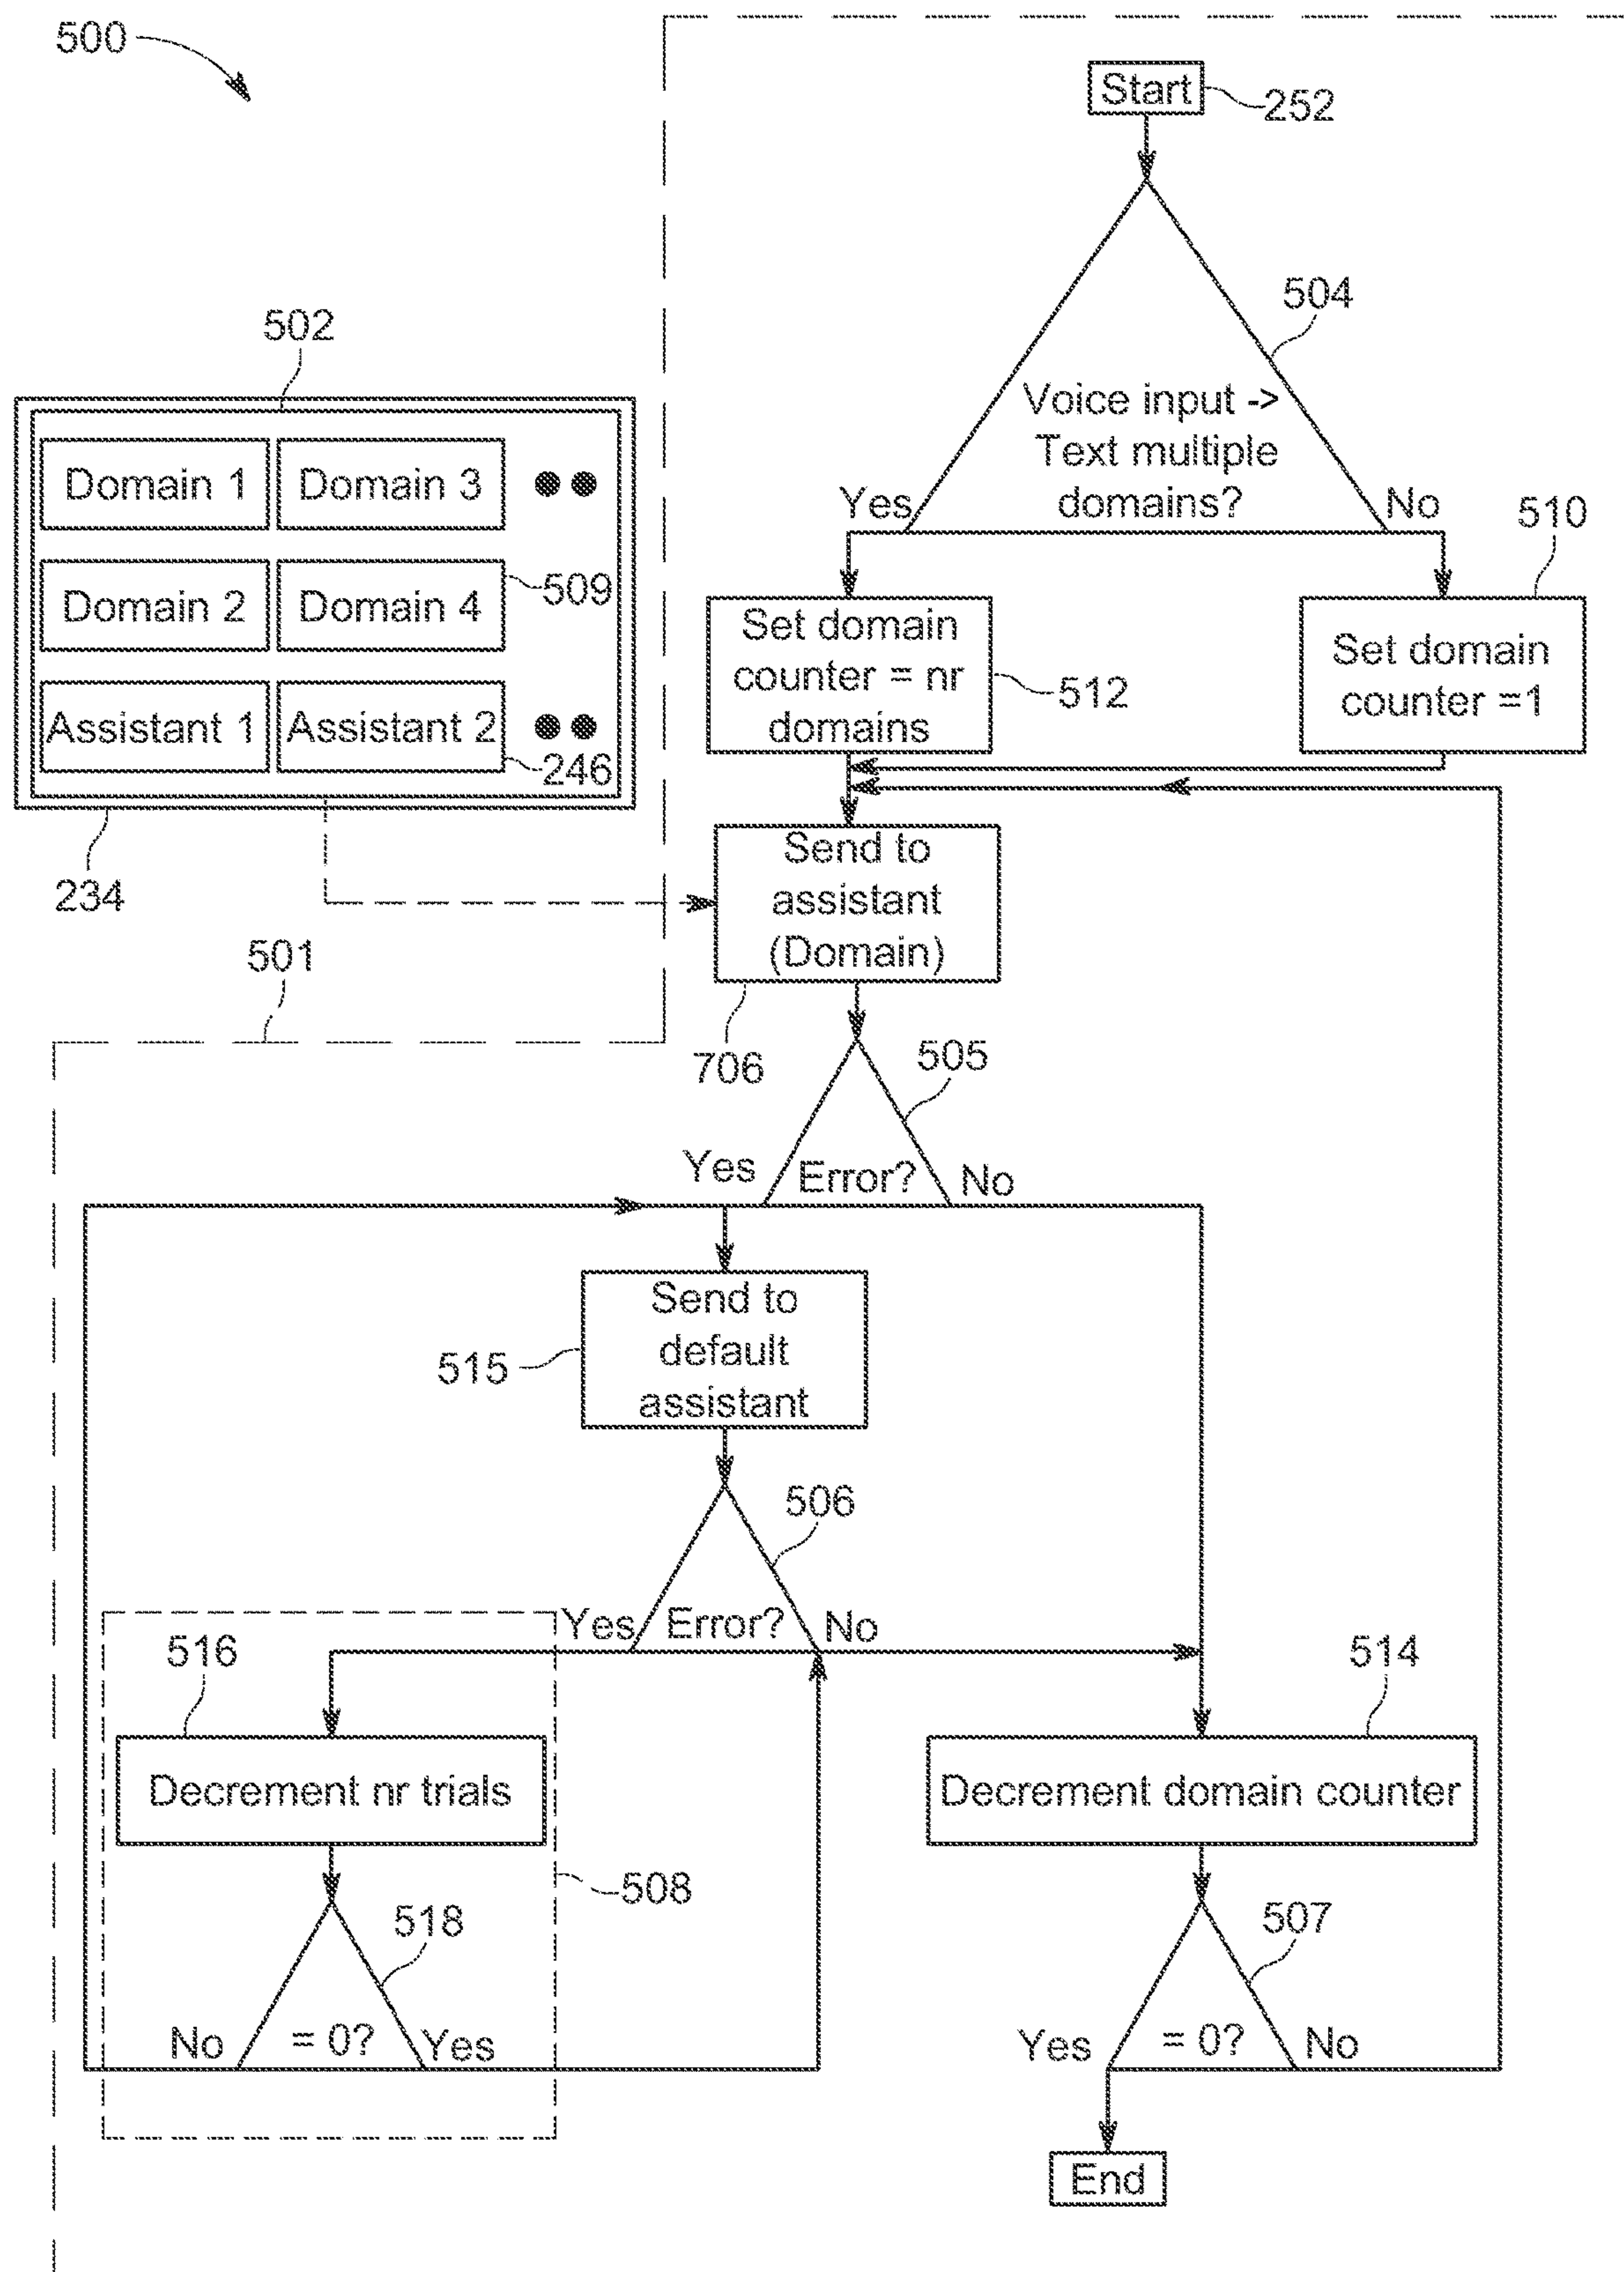 500
Start
252
504
502
Voice input ->
Text multiple
domains?
Yes
No
510
Domain 1
Domain 3
Domain 2
Domain 4
509
Assistant 1
Assistant 2
246
234
Set domain
counter = nr
domains
512
Set domain
counter =1
Send to
assistant
(Domain)
501
706
505
Yes
Error?
No
Send to
default
assistant
515
506
Yes
Error?
No
516
514
Decrement nr trials
Decrement domain counter
508
518
507
No
= 0?
Yes
Yes
= 0?
No
End